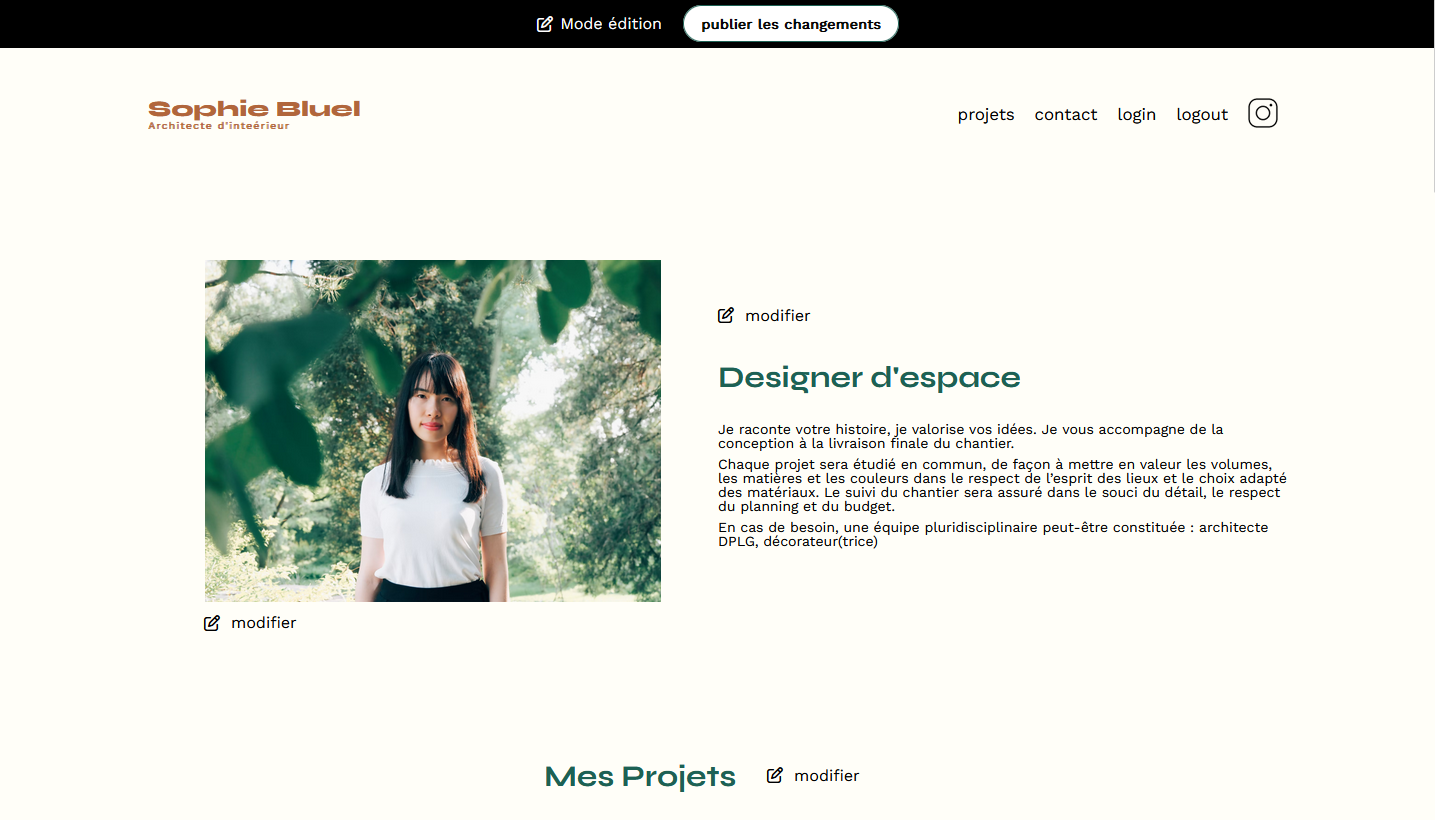 Mode édition publier les changements
Sophie Bluel
Architecte d'inteérieur
projets contact login logout
modifier
Designer d'espace
Je raconte votre histoire, je valorise vos idées. Je vous accompagne de la
conception à la livraison finale du chantier.
Chaque projet sera étudié en commun, de façon à mettre en valeur les volumes,
les matières et les couleurs dans le respect de l’esprit des lieux et le choix adapté
des matériaux. Le suivi du chantier sera assuré dans le souci du détail, le respect
du planning et du budget.
En cas de besoin, une équipe pluridisciplinaire peut-être constituée : architecte
DPLG, décorateur(trice)
modifier
Mes Projets modifier